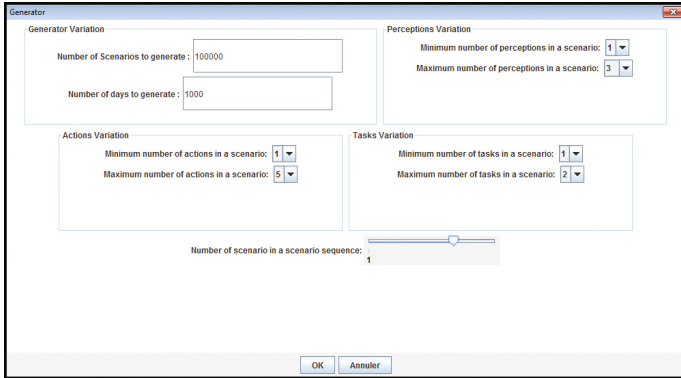 Generator
Generator Variation
Number of Scenarios to generate : 100000
Number of days to generate : 1000
Perceptions Variation
Minimum number of perceptions in a scenario: 1
Maximum number of perceptions in a scenario: 3
Actions Variation
Minimum number of actions in a scenario: 1
Maximum number of actions in a scenario: 5
Tasks Variation
Minimum number of tasks in a scenario: 1
Maximum number of tasks in a scenario: 2
Number of scenario in a scenario sequence:
1
OK Annuler